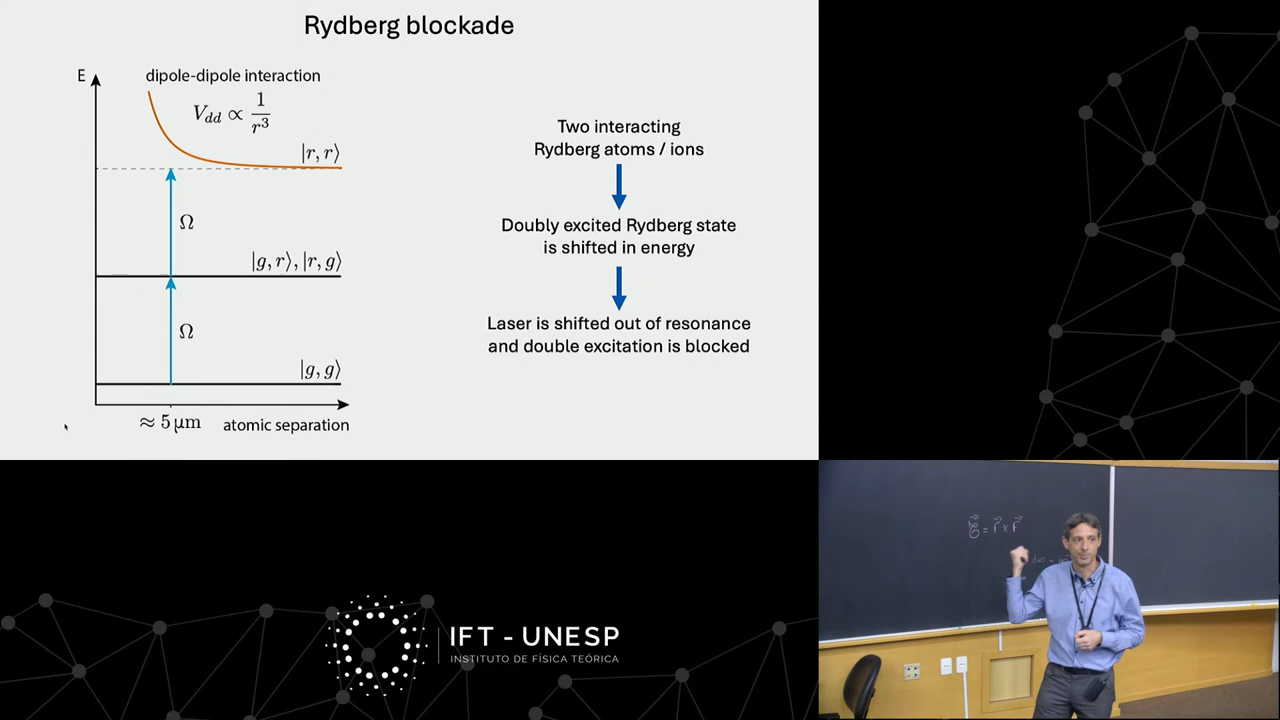 Rydberg blockade
E
dipole-dipole interaction
V_{dd} ∝ 1/r³
|r, r⟩
Ω
|g, r⟩, |r, g⟩
Ω
|g, g⟩
≈ 5 μm
atomic separation
Two interacting
Rydberg atoms / ions
Doubly excited Rydberg state
is shifted in energy
Laser is shifted out of resonance
and double excitation is blocked
IFT - UNESP
INSTITUTO DE FÍSICA TEÓRICA